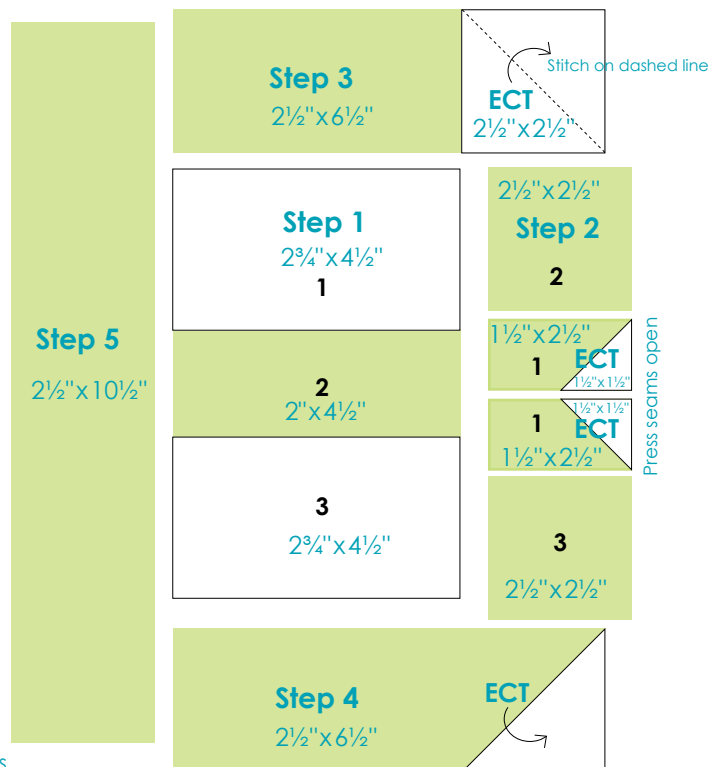 Step 3
2½"x6½"
Stitch on dashed line
ECT
2½"x2½"
Step 1
2¾"x4½"
1
2
2"x4½"
3
2¾"x4½"
2½"x2½"
Step 2
2
1½"x2½"
1
ECT
1½"x1½"
1½"x1½"
1
ECT
1½"x2½"
Press seams open
3
2½"x2½"
Step 5
2½"x10½"
Step 4
2½"x6½"
ECT